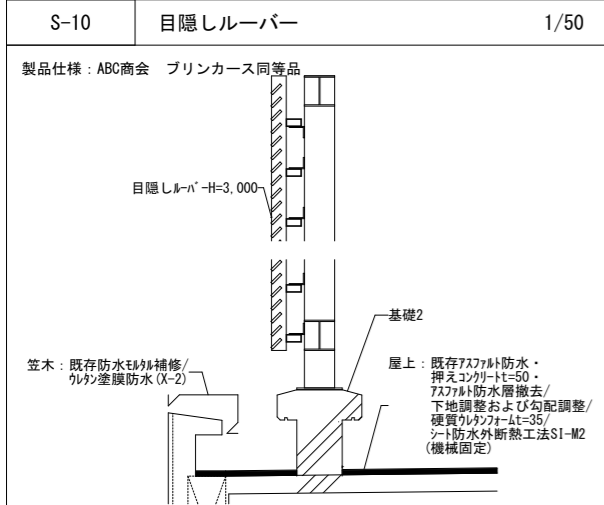 S-10
目隠しルーバー
1/50
製品仕様：ABC商会　ブリンカース同等品
目隠しﾙｰﾊﾞｰH=3,000
基礎2
笠木：既存防水ﾓﾙﾀﾙ補修/
ｳﾚﾀﾝ塗膜防水(X-2)
屋上：既存ｱｽﾌｧﾙﾄ防水・
押えｺﾝｸﾘｰﾄt=50・
ｱｽﾌｧﾙﾄ防水層撤去/
下地調整および勾配調整/
硬質ｳﾚﾀﾝﾌｫｰﾑt=35/
ｼｰﾄ防水外断熱工法SI-M2
(機械固定)